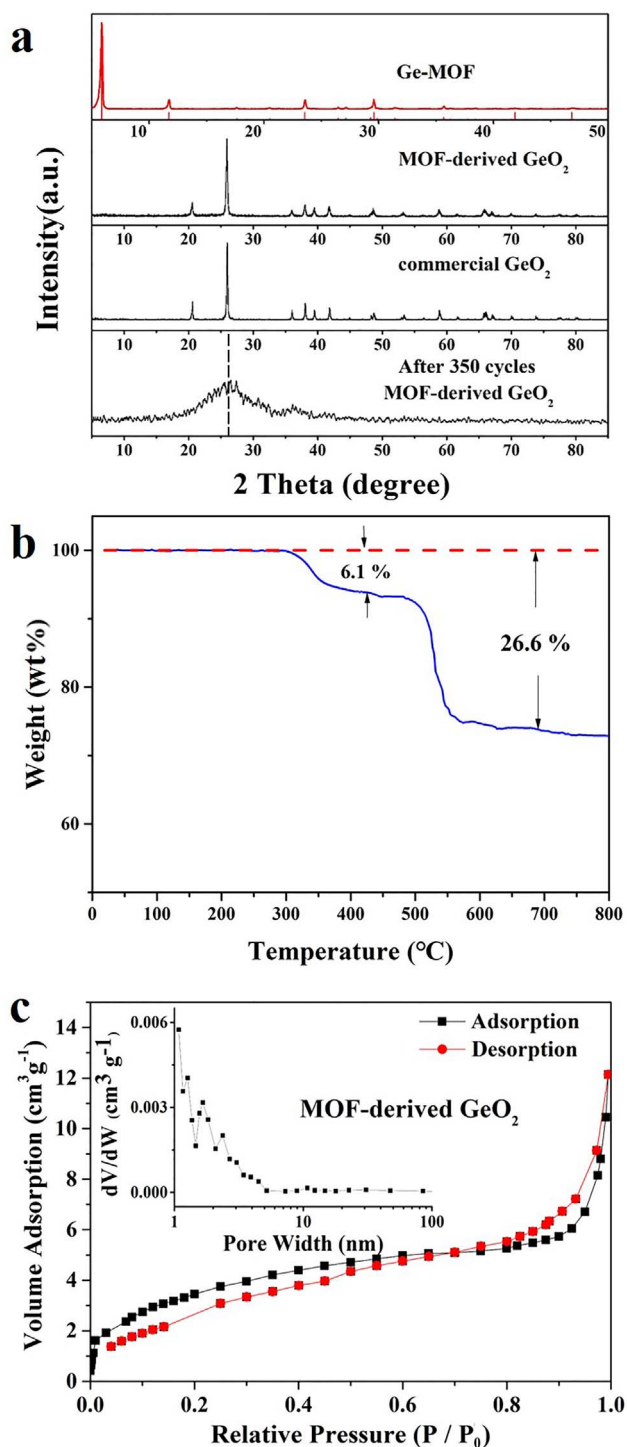 a
Intensity(a.u.)
Ge-MOF
10 20 30 40 50
MOF-derived GeO₂
10 20 30 40 50 60 70 80
commercial GeO₂
10 20 30 40 50 60 70 80
After 350 cycles
MOF-derived GeO₂
10 20 30 40 50 60 70 80
2 Theta (degree)
b
Weight (wt%)
100
80
60
6.1 %
26.6 %
0 100 200 300 400 500 600 700 800
Temperature (°C)
c
Volume Adsorption (cm³g⁻¹)
14
12
10
8
6
4
2
0
dV/dW (cm³ g-¹)
0.006
0.003
0.000
1 10 100
Pore Width (nm)
Adsorption
Desorption
MOF-derived GeO₂
0.0 0.2 0.4 0.6 0.8 1.0
Relative Pressure (P / P₀)